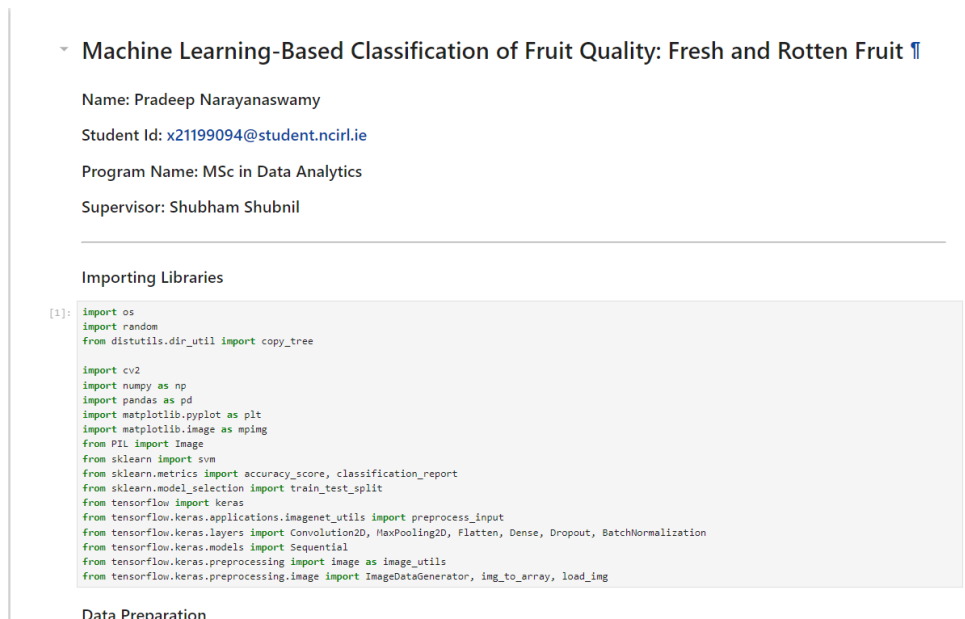 Machine Learning-Based Classification of Fruit Quality: Fresh and Rotten Fruit ¶
Name: Pradeep Narayanaswamy
Student Id: x21199094@student.ncirl.ie
Program Name: MSc in Data Analytics
Supervisor: Shubham Shubnil
Importing Libraries
[1]:
import os
import random
from distutils.dir_util import copy_tree
import cv2
import numpy as np
import pandas as pd
import matplotlib.pyplot as plt
import matplotlib.image as mpimg
from PIL import Image
from sklearn import svm
from sklearn.metrics import accuracy_score, classification_report
from sklearn.model_selection import train_test_split
from tensorflow import keras
from tensorflow.keras.applications.imagenet_utils import preprocess_input
from tensorflow.keras.layers import Convolution2D, MaxPooling2D, Flatten, Dense, Dropout, BatchNormalization
from tensorflow.keras.models import Sequential
from tensorflow.keras.preprocessing import image as image_utils
from tensorflow.keras.preprocessing.image import ImageDataGenerator, img_to_array, load_img
Data Preparation